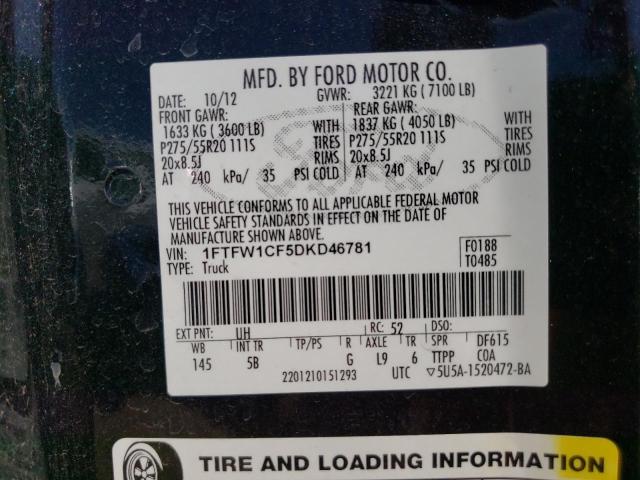 MFD. BY FORD MOTOR CO.
DATE: 10/12 GVWR: 3221 KG (7100 LB)
FRONT GAWR: REAR GAWR:
1633 KG (3600 LB) WITH 1837 KG (4050 LB) WITH
P275/55R20 111S TIRES P275/55R20 111S TIRES
20x8.5J RIMS 20x8.5J RIMS
AT 240 kPa/ 35 PSI COLD AT 240 kPa/ 35 PSI COLD
THIS VEHICLE CONFORMS TO ALL APPLICABLE FEDERAL MOTOR
VEHICLE SAFETY STANDARDS IN EFFECT ON THE DATE OF
MANUFACTURE SHOWN ABOVE.
VIN: 1FTFW1CF5DKD46781 F0188
TYPE: Truck T0485
EXT PNT: UH RC: 52 DSO:
WB INT TR TP/PS R AXLE TR SPR DF615
145 5B G L9 6 TTPP COA
2201210151293 UTC ▽5U5A-1520472-BA
TIRE AND LOADING INFORMATION